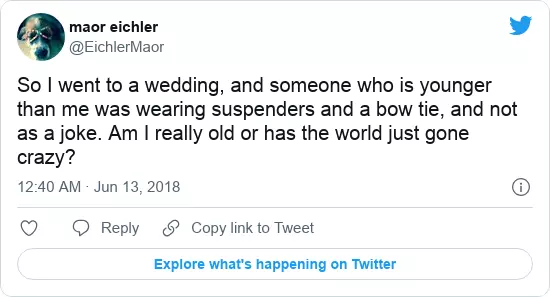 maor eichler
@EichlerMaor
So I went to a wedding, and someone who is younger
than me was wearing suspenders and a bow tie, and not
as a joke. Am I really old or has the world just gone
crazy?
12:40 AM · Jun 13, 2018
Reply
Copy link to Tweet
Explore what's happening on Twitter